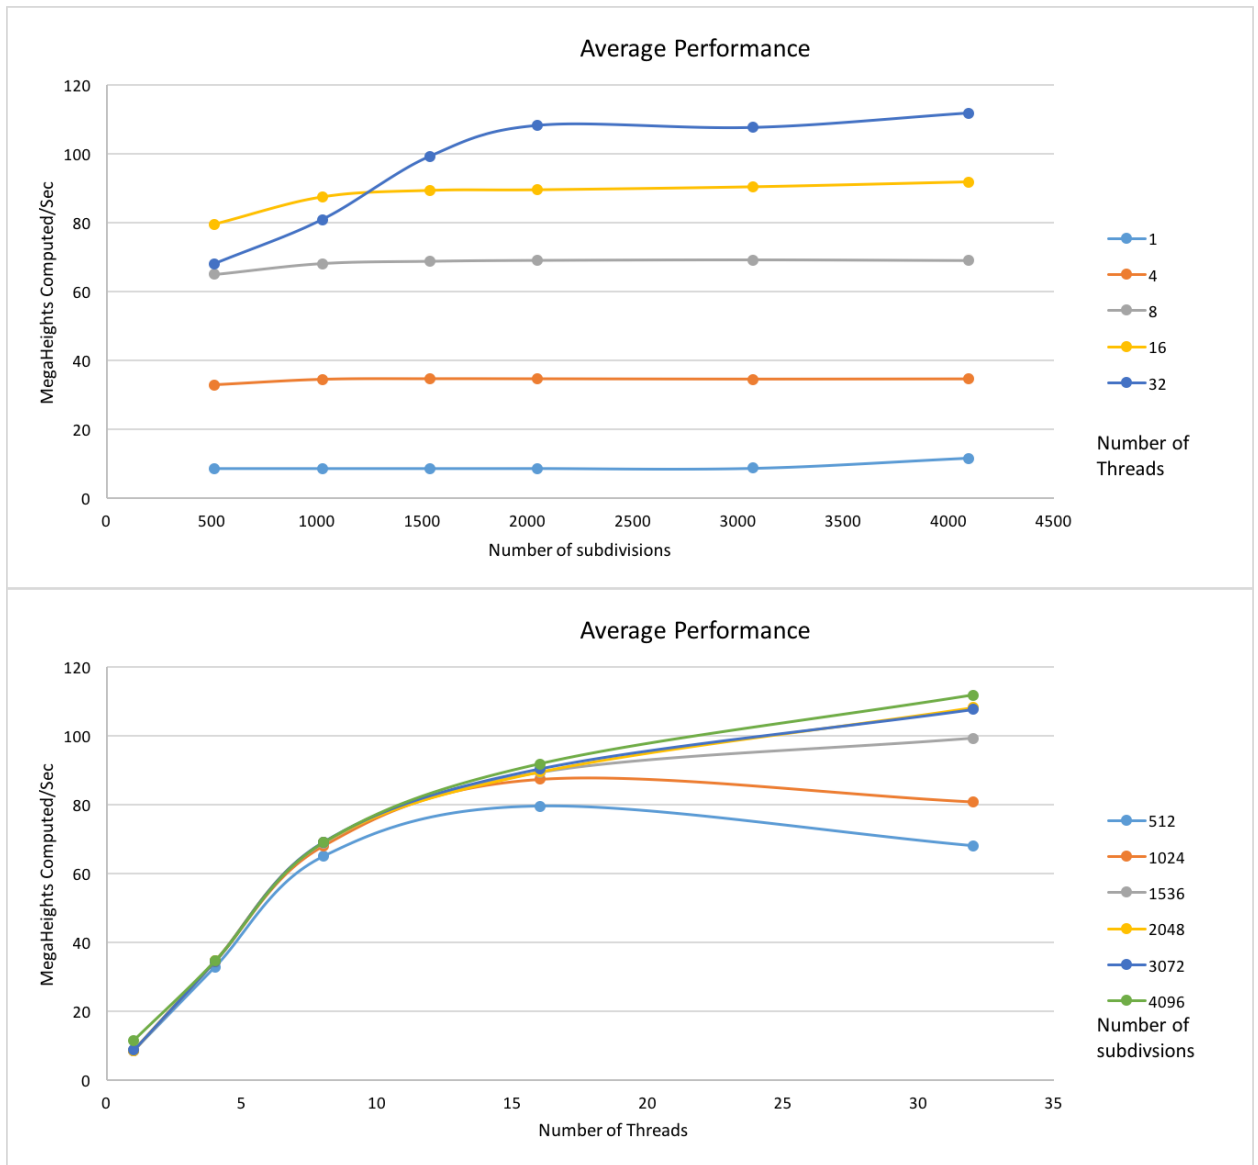 Average Performance
120
100
80
60
40
20
0
MegaHeights Computed/Sec
0 500 1000 1500 2000 2500 3000 3500 4000 4500
Number of subdivisions
1
4
8
16
32
Number of
Threads
Average Performance
120
100
80
60
40
20
0
MegaHeights Computed/Sec
0 5 10 15 20 25 30 35
Number of Threads
512
1024
1536
2048
3072
4096
Number of
subdivsions